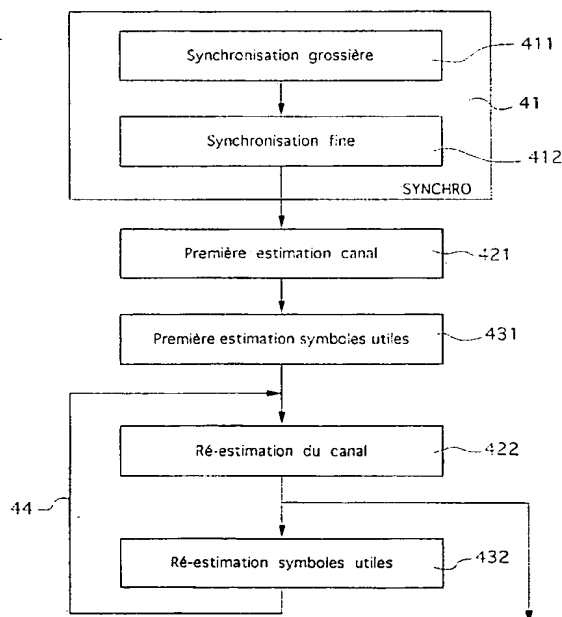 Synchronisation grossière
411
41
Synchronisation fine
412
SYNCHRO
Première estimation canal
421
Première estimation symboles utiles
431
Ré-estimation du canal
422
44
Ré-estimation symboles utiles
432